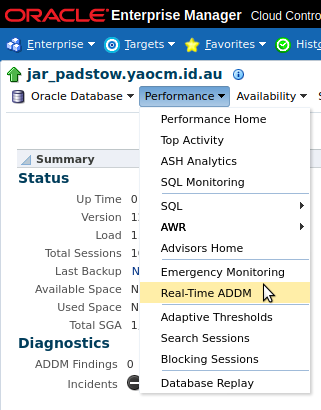 ORACLE Enterprise Manager Cloud Contro
Enterprise Targets Favorites Histo
jar_padstow.yaocm.id.au
Oracle Database Performance Availability S
Performance Home
Top Activity
ASH Analytics
SQL Monitoring
SQL
AWR
Advisors Home
Emergency Monitoring
Real-Time ADDM
Adaptive Thresholds
Search Sessions
Blocking Sessions
Database Replay
Summary
Status
Up Time 0
Version 1
Load 1
Total Sessions 1
Last Backup N
Available Space N
Used Space N
Total SGA 1
Diagnostics
ADDM Findings 0
Incidents